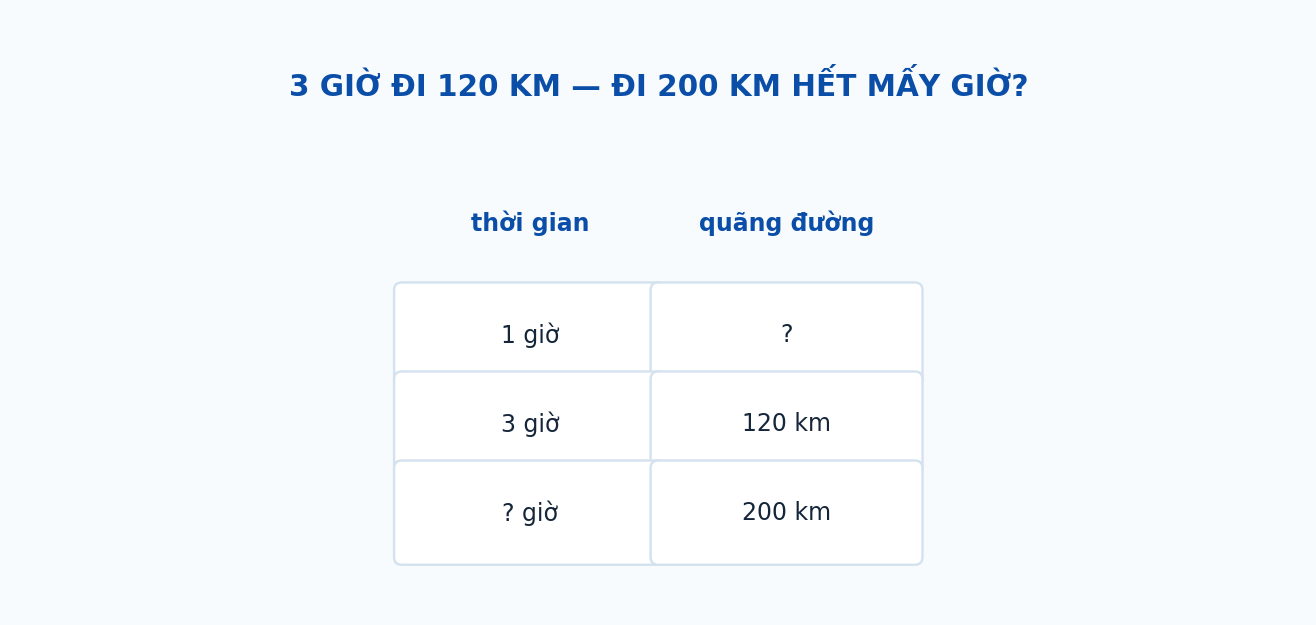 3 GIỜ ĐI 120 KM — ĐI 200 KM HẾT MẤY GIỜ?
thời gian quãng đường
1 giờ ?
3 giờ 120 km
? giờ 200 km